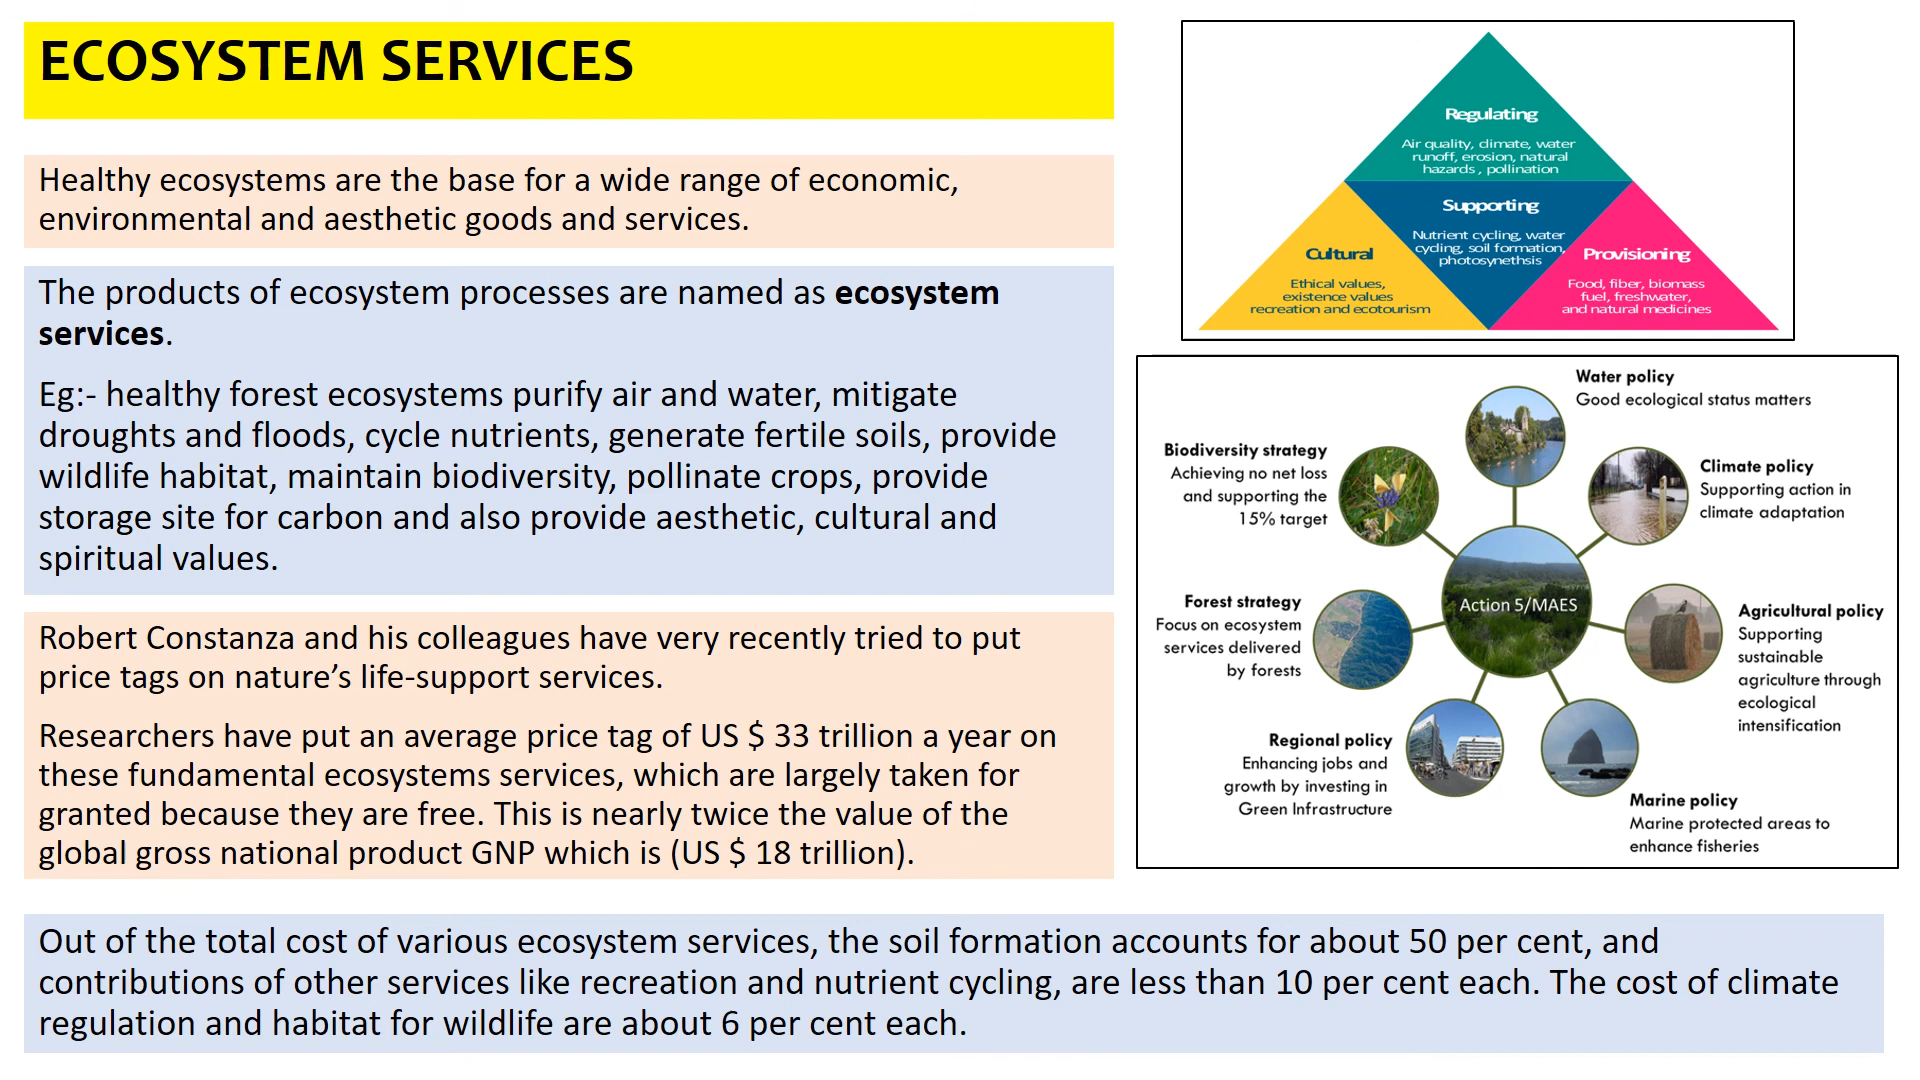 ECOSYSTEM SERVICES
Healthy ecosystems are the base for a wide range of economic,
environmental and aesthetic goods and services.
The products of ecosystem processes are named as ecosystem
services.
Eg:- healthy forest ecosystems purify air and water, mitigate
droughts and floods, cycle nutrients, generate fertile soils, provide
wildlife habitat, maintain biodiversity, pollinate crops, provide
storage site for carbon and also provide aesthetic, cultural and
spiritual values.
Robert Constanza and his colleagues have very recently tried to put
price tags on nature’s life-support services.
Researchers have put an average price tag of US $ 33 trillion a year on
these fundamental ecosystems services, which are largely taken for
granted because they are free. This is nearly twice the value of the
global gross national product GNP which is (US $ 18 trillion).
Out of the total cost of various ecosystem services, the soil formation accounts for about 50 per cent, and
contributions of other services like recreation and nutrient cycling, are less than 10 per cent each. The cost of climate
regulation and habitat for wildlife are about 6 per cent each.
Regulating
Air quality, climate, water
runoff, erosion, natural
hazards , pollination
Supporting
Nutrient cycling, water
cycling, soil formation,
photosynethsis
Cultural
Ethical values,
existence values
recreation and ecotourism
Provisioning
Food, fiber, biomass
fuel, freshwater,
and natural medicines
Water policy
Good ecological status matters
Biodiversity strategy
Achieving no net loss
and supporting the
15% target
Climate policy
Supporting action in
climate adaptation
Action 5/MAES
Forest strategy
Focus on ecosystem
services delivered
by forests
Agricultural policy
Supporting
sustainable
agriculture through
ecological
intensification
Regional policy
Enhancing jobs and
growth by investing in
Green Infrastructure
Marine policy
Marine protected areas to
enhance fisheries